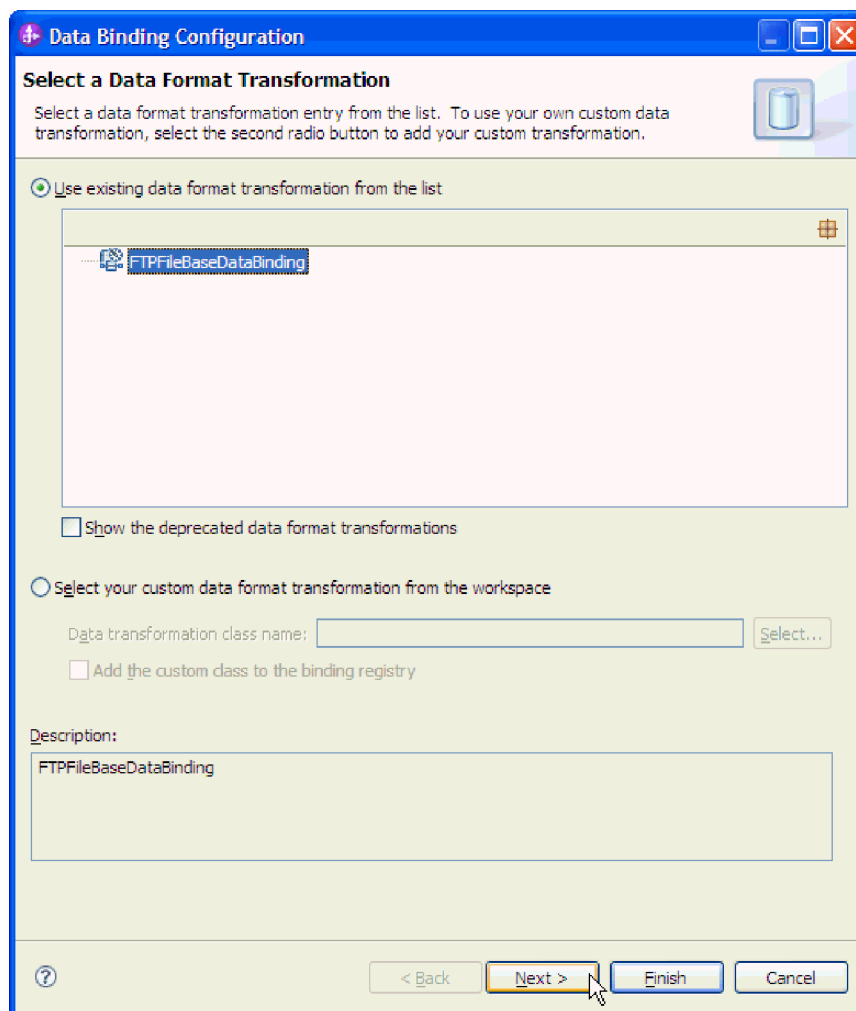 Data Binding Configuration
Select a Data Format Transformation
Select a data format transformation entry from the list. To use your own custom data
transformation, select the second radio button to add your custom transformation.
Use existing data format transformation from the list
FTPFileBaseDataBinding
Show the deprecated data format transformations
Select your custom data format transformation from the workspace
Data transformation class name: Select...
Add the custom class to the binding registry
Description:
FTPFileBaseDataBinding
? < Back Next > Finish Cancel